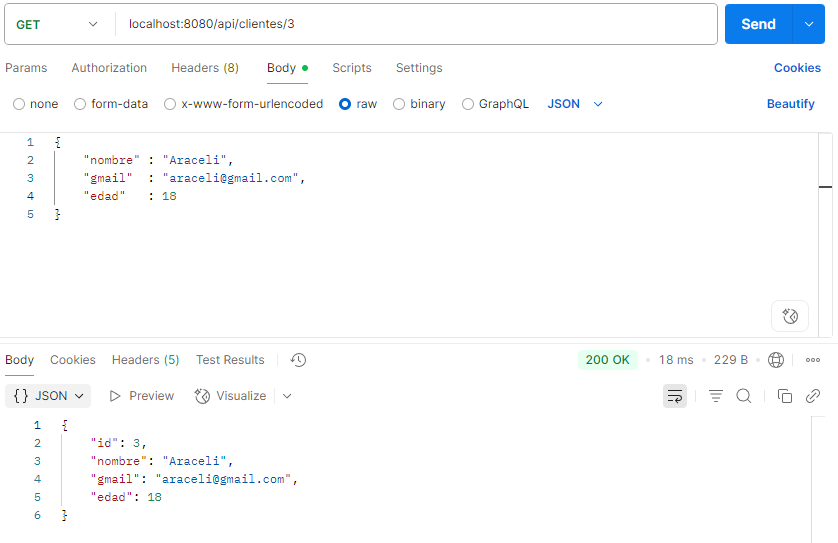 GET localhost:8080/api/clientes/3 Send
Params Authorization Headers (8) Body Scripts Settings Cookies
none form-data x-www-form-urlencoded raw binary GraphQL JSON Beautify
1 {
2 "nombre" : "Araceli",
3 "gmail" : "araceli@gmail.com",
4 "edad" : 18
5 }
Body Cookies Headers (5) Test Results 200 OK • 18 ms • 229 B
{} JSON Preview Visualize
1 {
2 "id": 3,
3 "nombre": "Araceli",
4 "gmail": "araceli@gmail.com",
5 "edad": 18
6 }